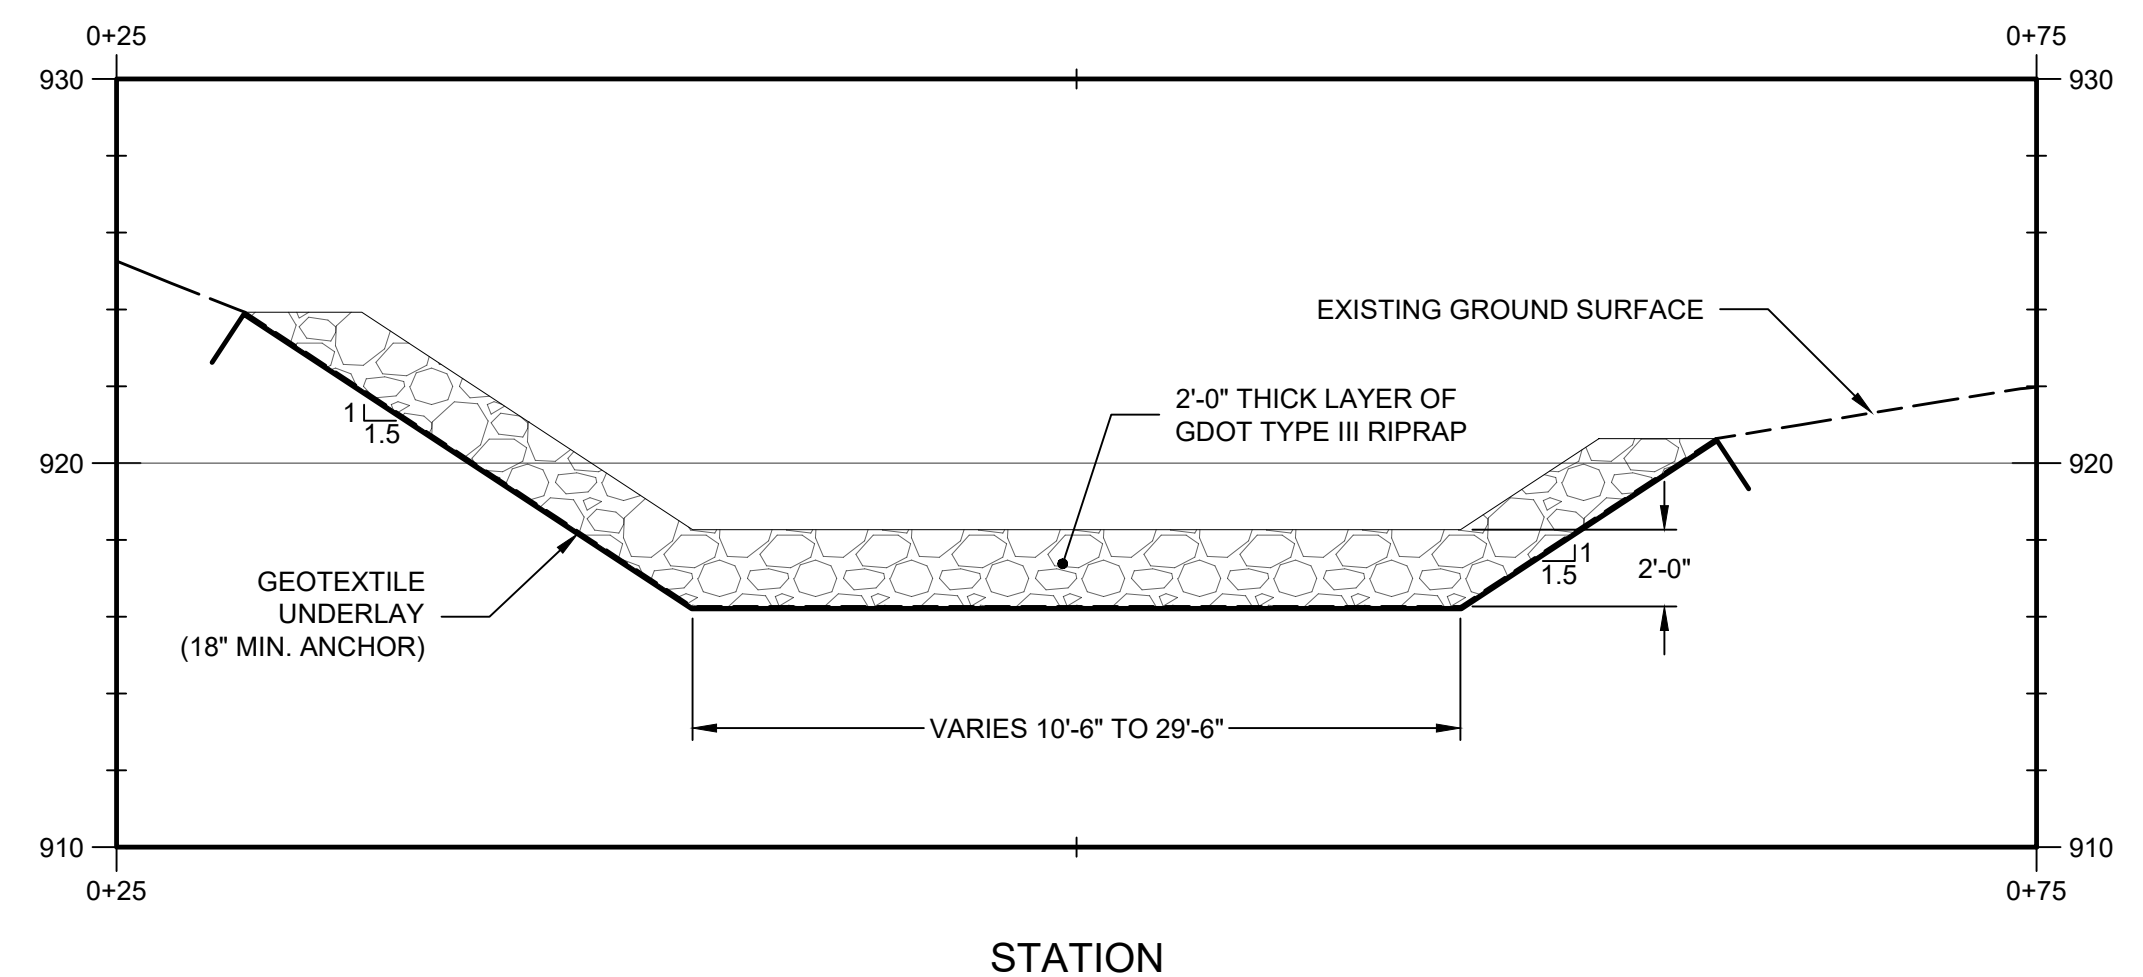 0+25
0+75
930
930
EXISTING GROUND SURFACE
2'-0" THICK LAYER OF
GDOT TYPE III RIPRAP
1
1.5
920
920
1
1.5
2'-0"
GEOTEXTILE
UNDERLAY
(18" MIN. ANCHOR)
VARIES 10'-6" TO 29'-6"
910
910
0+25
0+75
STATION